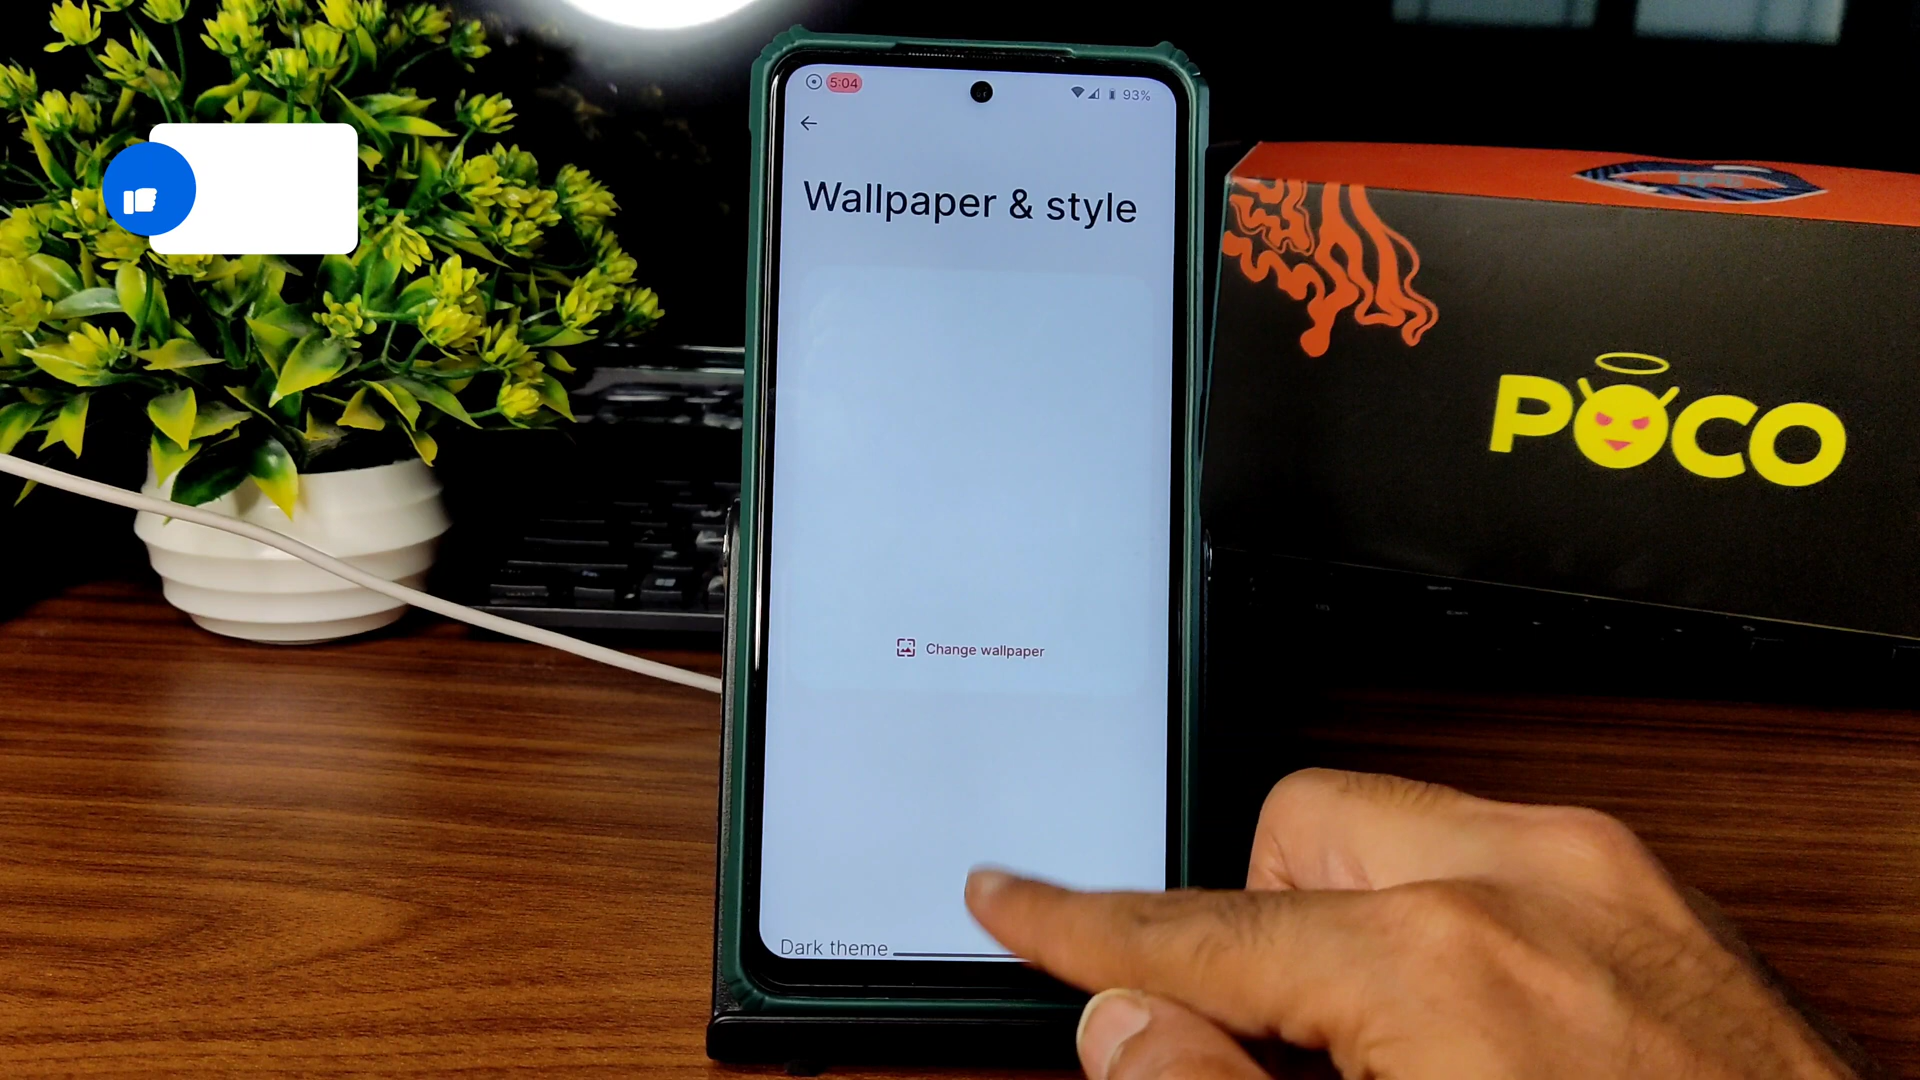 5:04
93%
Wallpaper & style
Change wallpaper
Dark theme
POCO